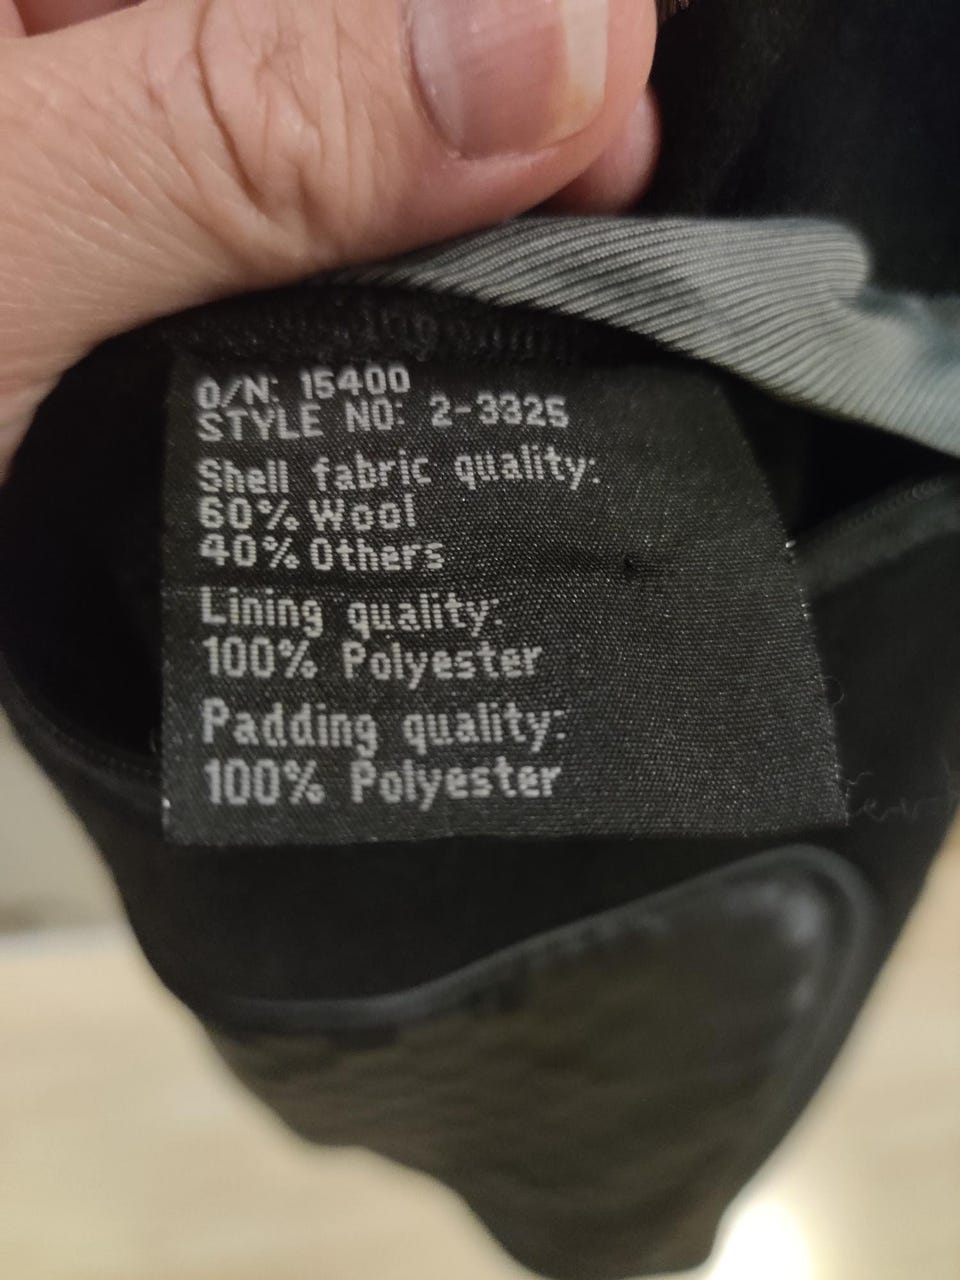 O/N: 15400
STYLE NO: 2-3325
Shell fabric quality:
60% Wool
40% Others
Lining quality:
100% Polyester
Padding quality:
100% Polyester